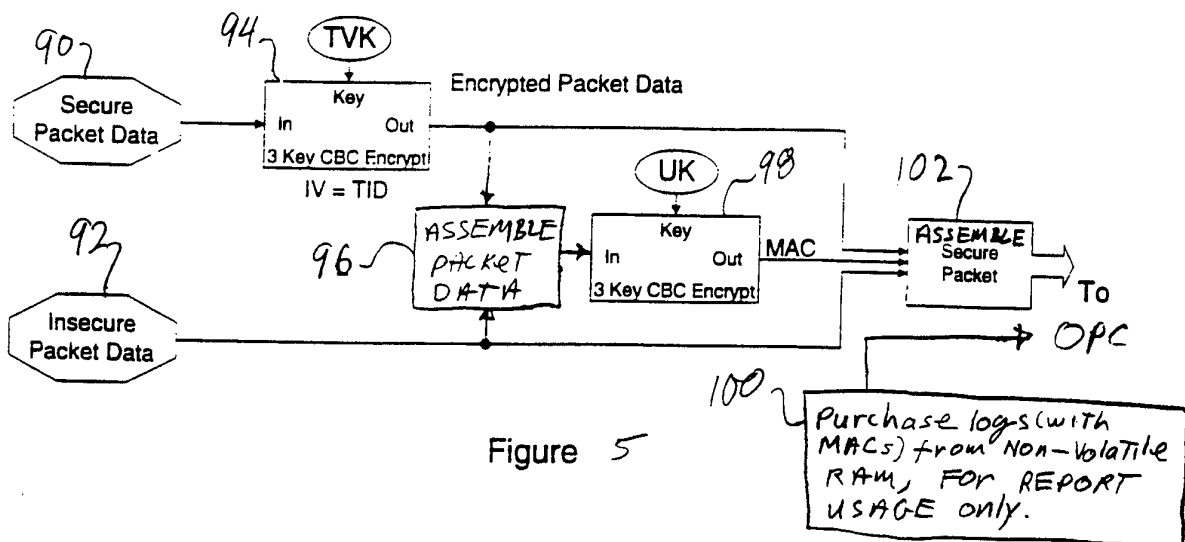 90
94
TVK
Secure
Packet Data
Key
In
Out
3 Key CBC Encrypt
IV = TID
Encrypted Packet Data
92
Insecure
Packet Data
96
ASSEMBLE
PACKET
DATA
UK
98
Key
In
Out
3 Key CBC Encrypt
MAC
102
ASSEMBLE
Secure
Packet
To
OPC
100
Purchase logs (with
MACs) from Non-Volatile
RAM, FOr REPORT
USAGE only.
Figure 5